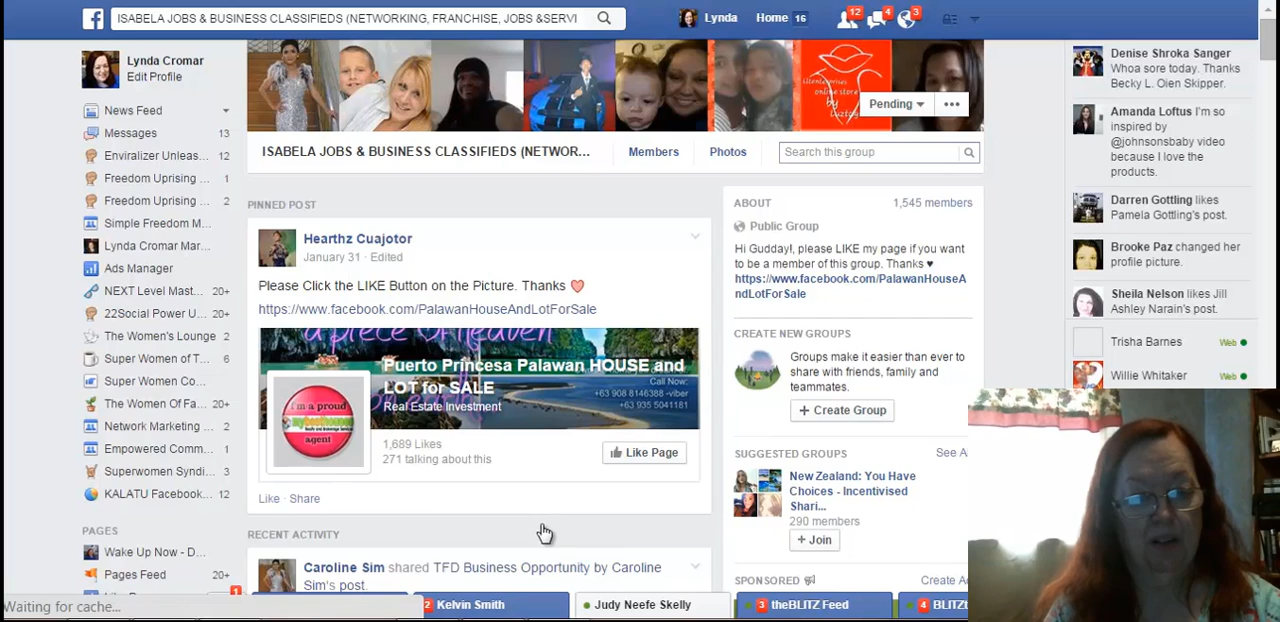 ISABELA JOBS & BUSINESS CLASSIFIEDS (NETWORKING, FRANCHISE, JOBS &SERVI
Lynda
Home 16
12
4
3
Lynda Cromar
Edit Profile
News Feed
Messages 13
Enviralizer Unleas... 12
Freedom Uprising ... 1
Freedom Uprising ... 2
Simple Freedom M...
Lynda Cromar Mar...
Ads Manager
NEXT Level Mast... 20+
22Social Power U... 20+
The Women's Lounge
Super Women of T... 6
Super Women Co...
The Women Of Fa... 20+
Network Marketing ... 2
Empowered Comm... 1
Superwomen Syndi... 3
KALATU Facebook... 12
PAGES
Wake Up Now - D...
Pages Feed 20+
1
Waiting for cache...
Pending
ISABELA JOBS & BUSINESS CLASSIFIEDS (NETWOR...
Members
Photos
Search this group
PINNED POST
Hearthz Cuajotor
January 31 · Edited
Please Click the LIKE Button on the Picture. Thanks
https://www.facebook.com/PalawanHouseAndLotForSale
a piece of heaven
Puerto Princesa Palawan HOUSE and
LOT for SALE
Real Estate Investment
Call Now:
+63 908 8146388 -viber
+63 935 5041181
I'm a proud
agent
1,689 Likes
271 talking about this
Like Page
Like · Share
RECENT ACTIVITY
Caroline Sim shared TFD Business Opportunity by Caroline
Sim's post.
ABOUT
1,545 members
Public Group
Hi Gudday!, please LIKE my page if you want
to be a member of this group. Thanks ♥
https://www.facebook.com/PalawanHouseA
ndLotForSale
CREATE NEW GROUPS
Groups make it easier than ever to
share with friends, family and
teammates.
+ Create Group
SUGGESTED GROUPS
See A
New Zealand: You Have
Choices - Incentivised
Shari...
290 members
+ Join
SPONSORED
Create A
Denise Shroka Sanger
Whoa sore today. Thanks
Becky L. Oien Skipper.
Amanda Loftus I'm so
inspired by
@johnsonsbaby video
because I love the
products.
Darren Gottling likes
Pamela Gottling's post.
Brooke Paz changed her
profile picture.
Sheila Nelson likes Jill
Ashley Narain's post.
Trisha Barnes Web
Willie Whitaker Web
2 Kelvin Smith
Judy Neefe Skelly
3 theBLITZ Feed
4 BLITZt